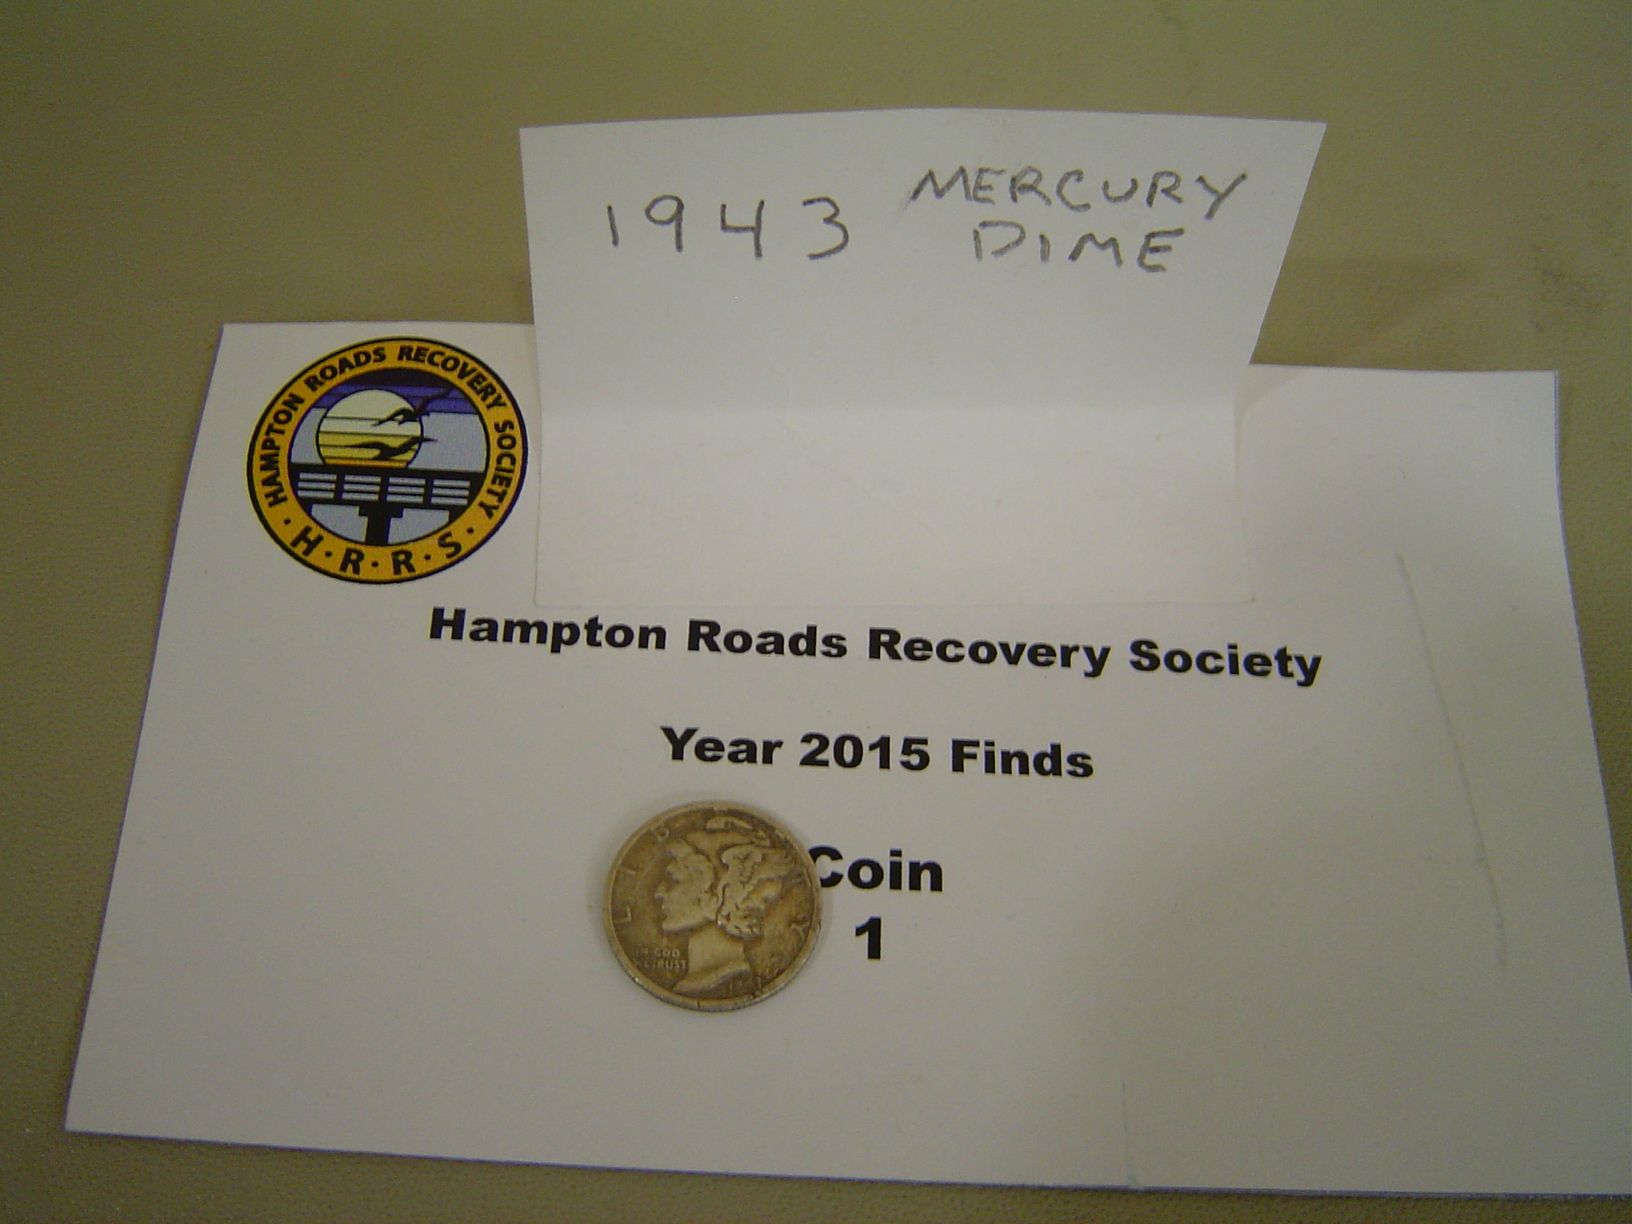 1943 MERCURY
DIME
HAMPTON ROADS RECOVERY SOCIETY
· H · R · R · S ·
Hampton Roads Recovery Society
Year 2015 Finds
Coin
1
L I B
IN GOD
WE TRUST